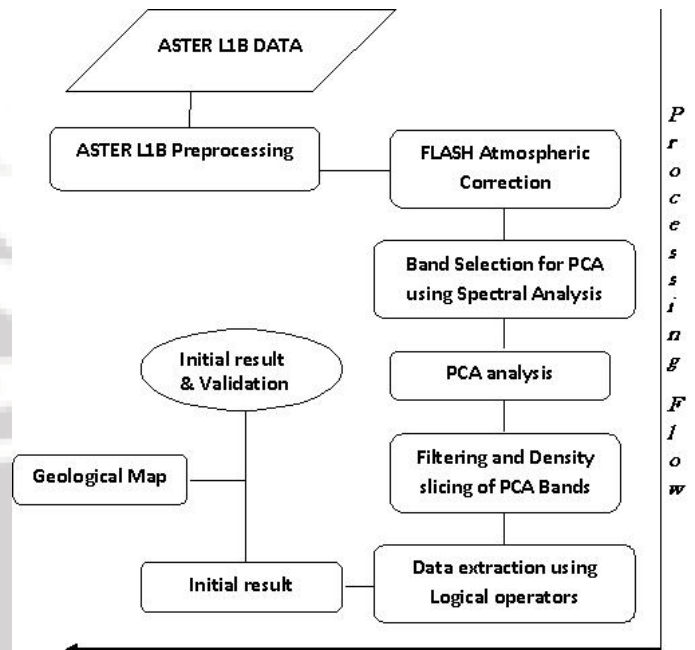 ASTER L1B DATA
ASTER L1B Preprocessing
FLASH Atmospheric
Correction
Band Selection for PCA
using Spectral Analysis
Initial result
& Validation
PCA analysis
Geological Map
Filtering and Density
slicing of PCA Bands
Initial result
Data extraction using
Logical operators
Processing Flow